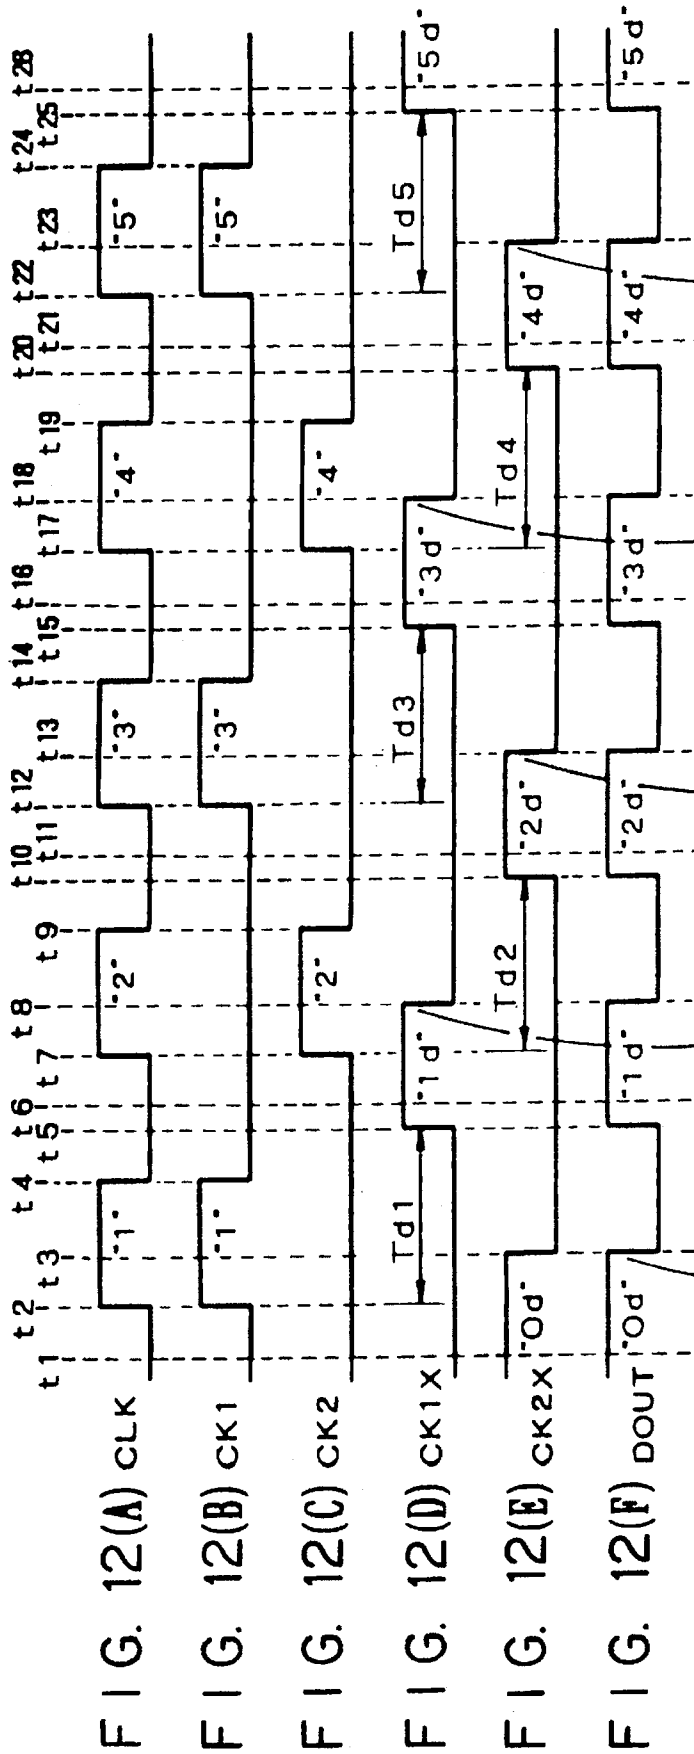 t1 t2 t3 t4 t5 t6 t7 t8 t9 t10 t11 t12 t13 t14 t15 t16 t17 t18 t19 t20 t21 t22 t23 t24 t25 t26
FIG. 12(A) CLK "1" "2" "3" "4" "5"
FIG. 12(B) CK1 "1" "3" "5"
FIG. 12(C) CK2 "2" "4"
FIG. 12(D) CK1X Td1 "1d" Td3 "3d" Td5 "5d"
FIG. 12(E) CK2X "0d" Td2 "2d" Td4 "4d"
FIG. 12(F) DOUT "0d" "1d" "2d" "3d" "4d" "5d"